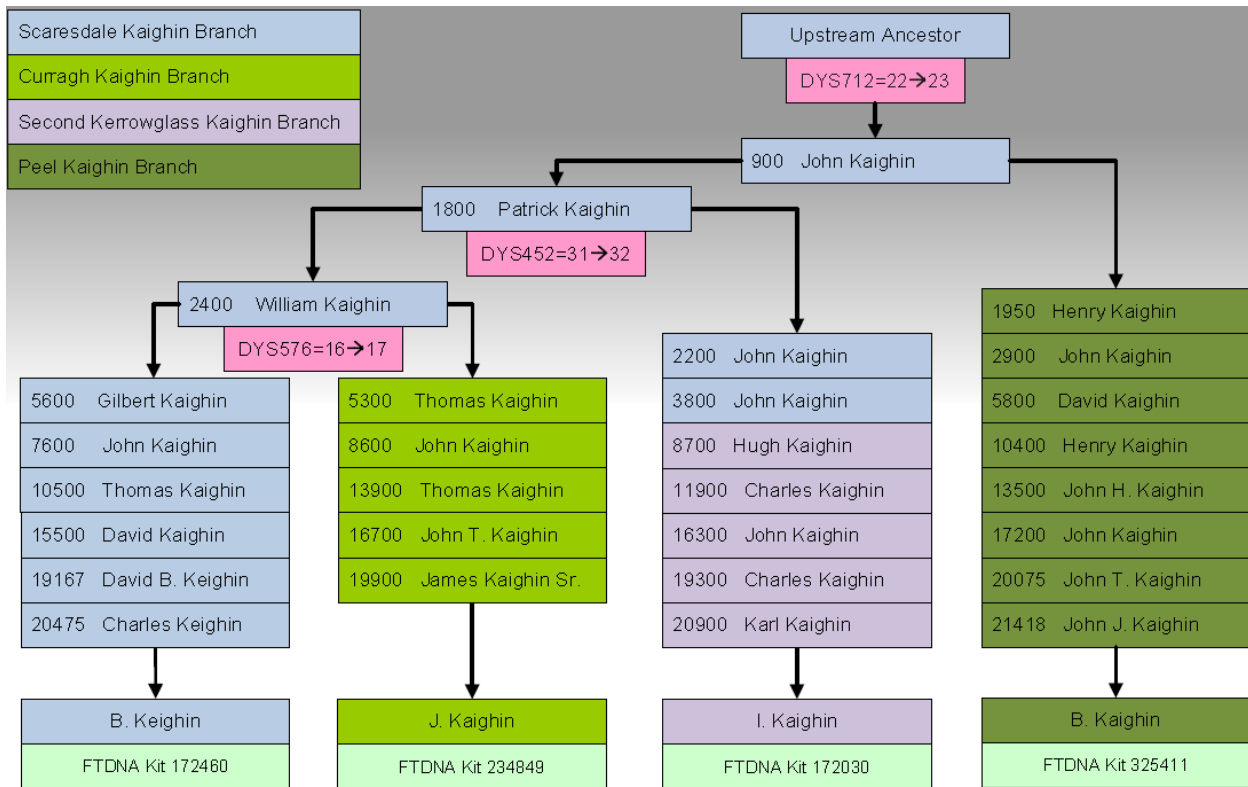 Scaresdale Kaighin Branch
Curragh Kaighin Branch
Second Kerrowglass Kaighin Branch
Peel Kaighin Branch
Upstream Ancestor
DYS712=22→23
900 John Kaighin
1800 Patrick Kaighin
DYS452=31→32
2400 William Kaighin
DYS576=16→17
5600 Gilbert Kaighin
7600 John Kaighin
10500 Thomas Kaighin
15500 David Kaighin
19167 David B. Keighin
20475 Charles Keighin
B. Keighin
FTDNA Kit 172460
5300 Thomas Kaighin
8600 John Kaighin
13900 Thomas Kaighin
16700 John T. Kaighin
19900 James Kaighin Sr.
J. Kaighin
FTDNA Kit 234849
2200 John Kaighin
3800 John Kaighin
8700 Hugh Kaighin
11900 Charles Kaighin
16300 John Kaighin
19300 Charles Kaighin
20900 Karl Kaighin
I. Kaighin
FTDNA Kit 172030
1950 Henry Kaighin
2900 John Kaighin
5800 David Kaighin
10400 Henry Kaighin
13500 John H. Kaighin
17200 John Kaighin
20075 John T. Kaighin
21418 John J. Kaighin
B. Kaighin
FTDNA Kit 325411